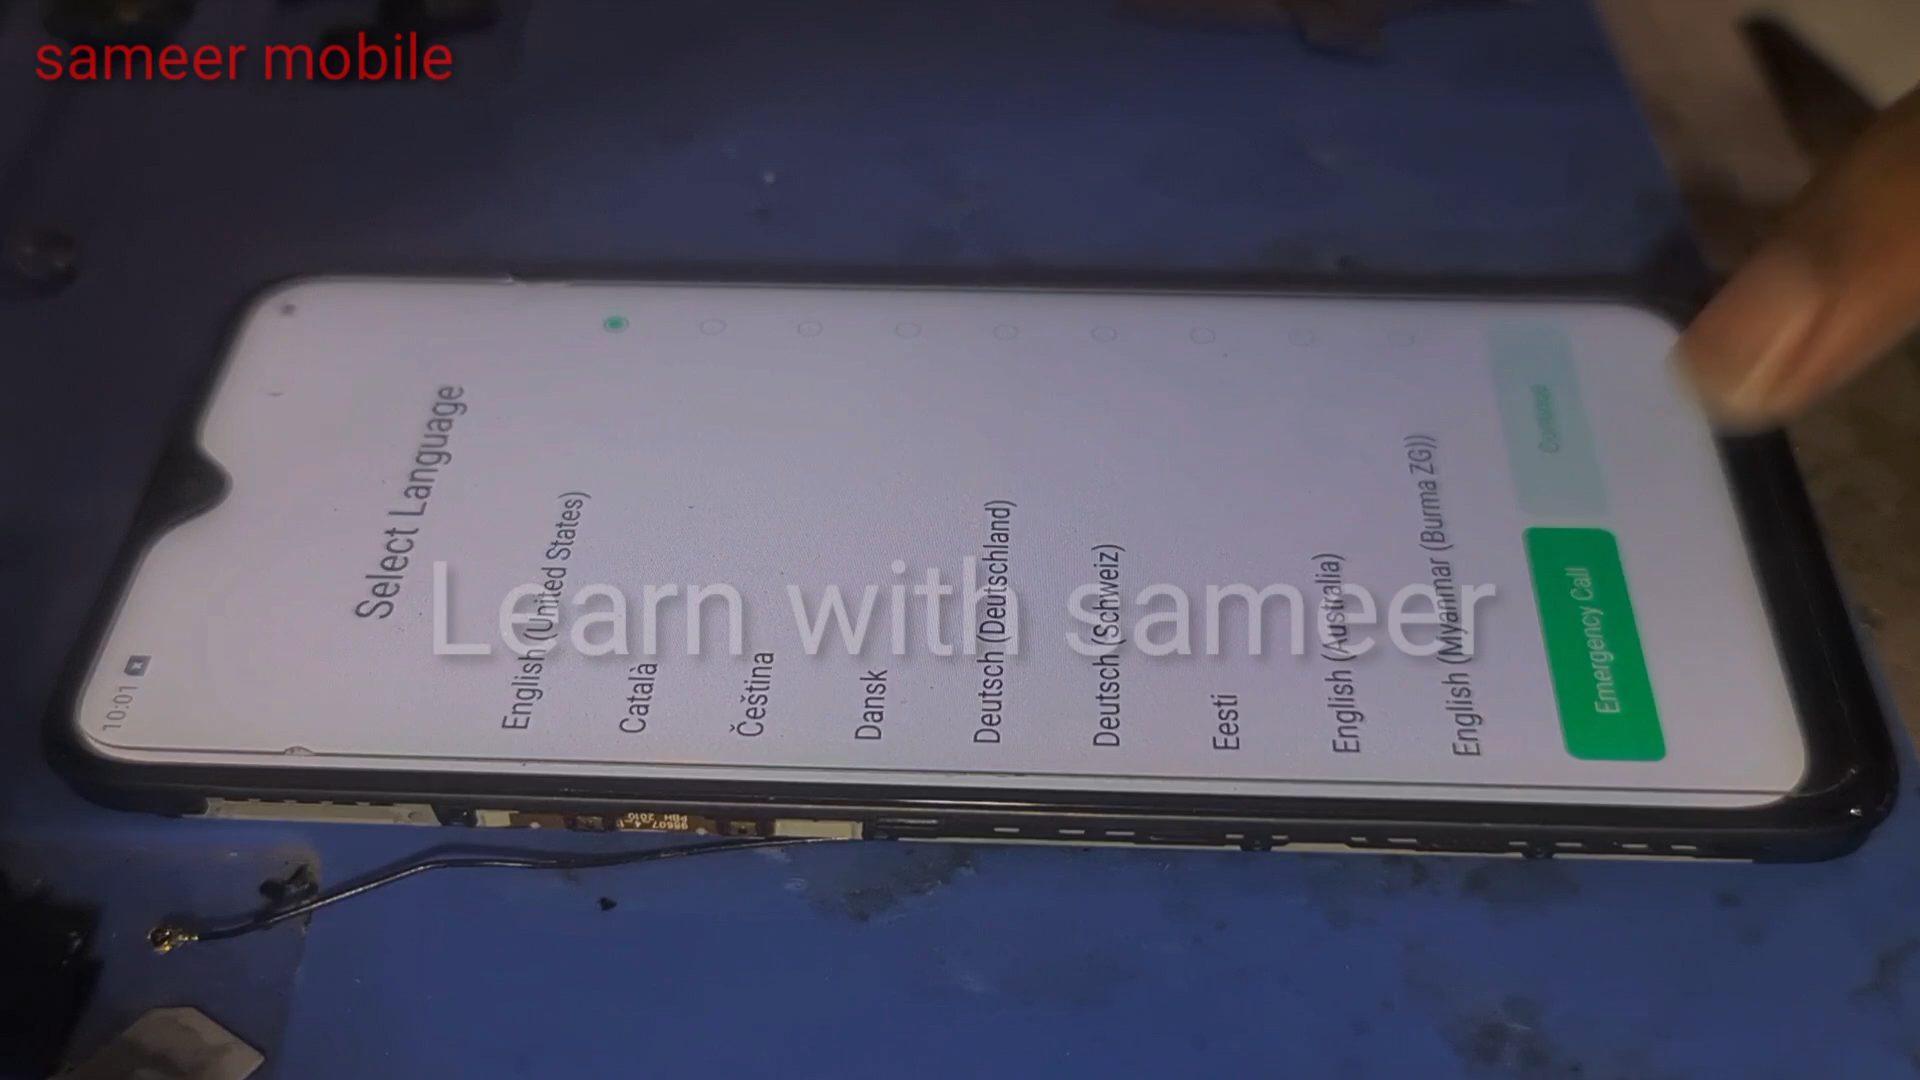 sameer mobile
10:01
Select Language
English (United States)
Català
Čeština
Dansk
Deutsch (Deutschland)
Deutsch (Schweiz)
Eesti
English (Australia)
English (Myanmar (Burma ZG))
Emergency Call
Continue
Learn with sameer